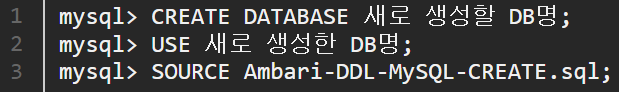 1 mysql> CREATE DATABASE 새로 생성할 DB명;
2 mysql> USE 새로 생성한 DB명;
3 mysql> SOURCE Ambari-DDL-MySQL-CREATE.sql;